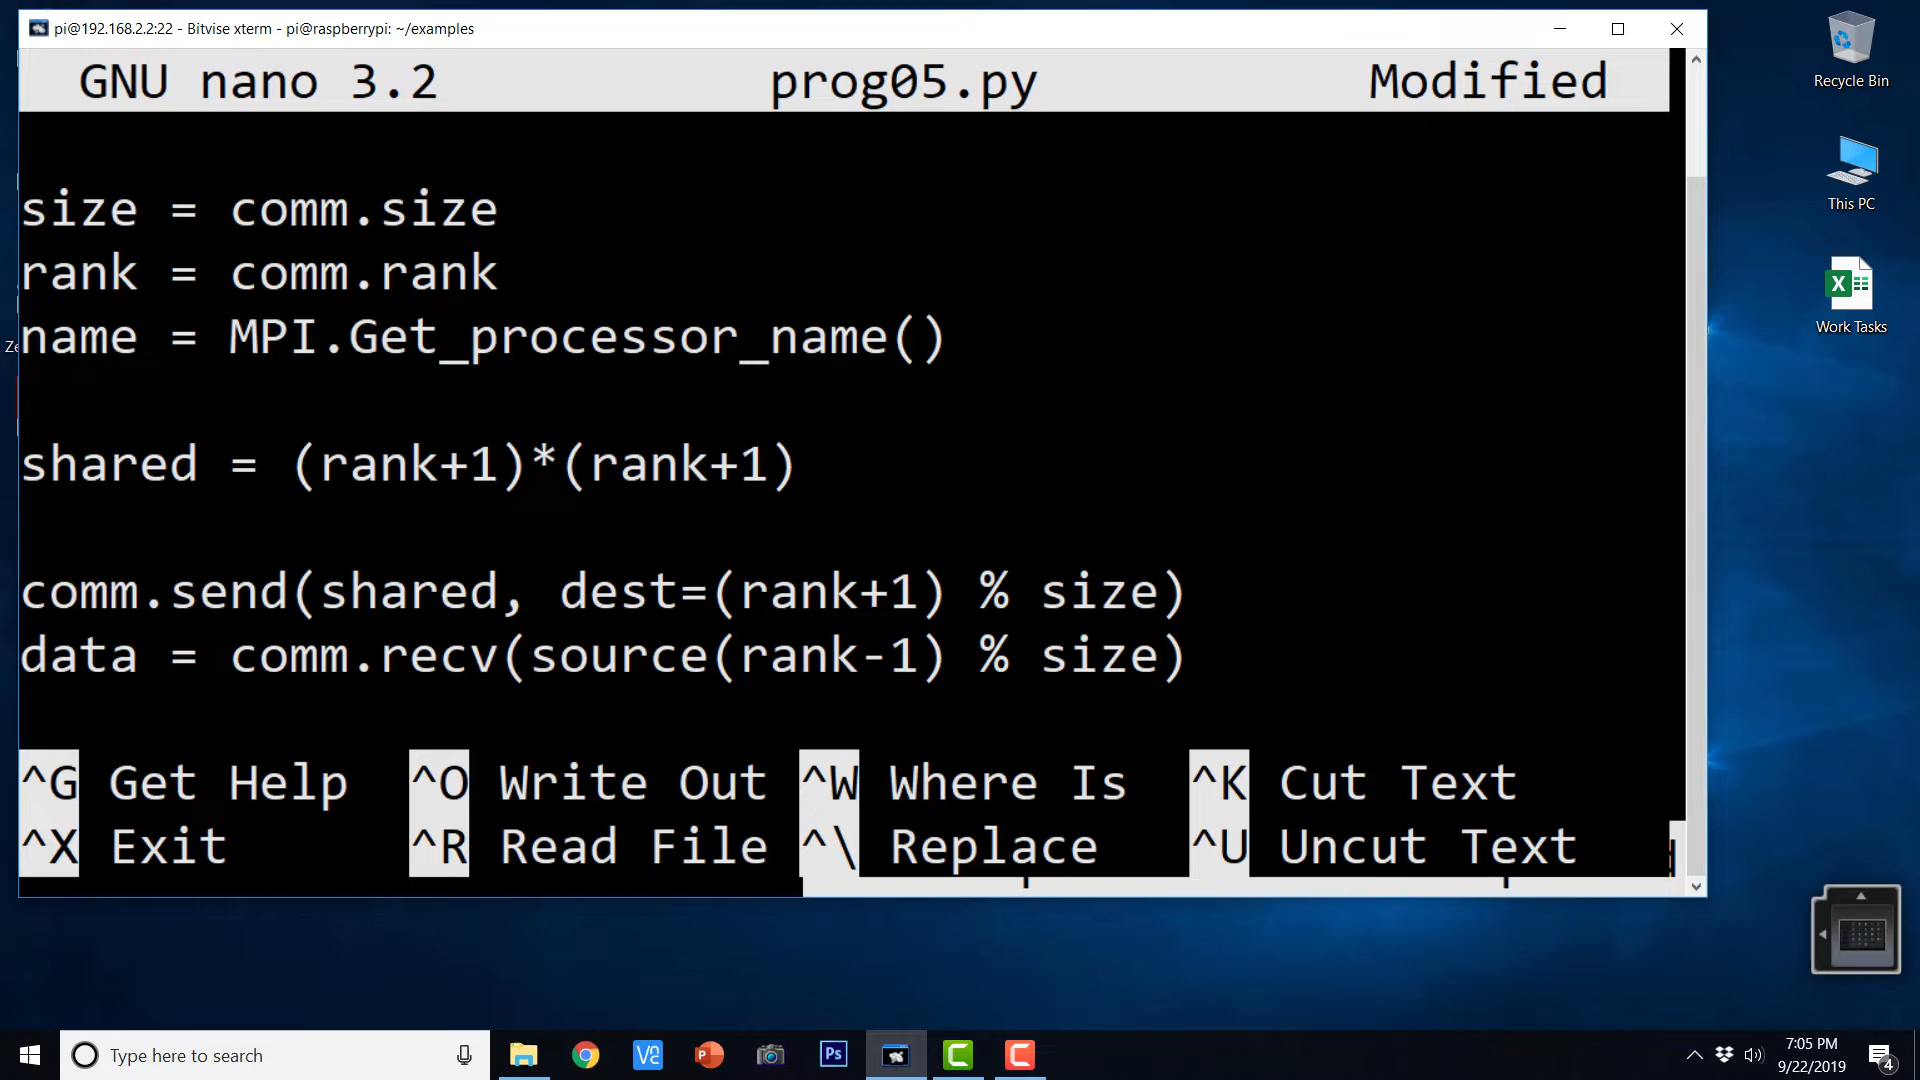 pi@192.168.2.2:22 - Bitvise xterm - pi@raspberrypi: ~/examples
GNU nano 3.2 prog05.py Modified
size = comm.size
rank = comm.rank
name = MPI.Get_processor_name()
shared = (rank+1)*(rank+1)
comm.send(shared, dest=(rank+1) % size)
data = comm.recv(source(rank-1) % size)
^G Get Help ^O Write Out ^W Where Is ^K Cut Text
^X Exit ^R Read File ^\ Replace ^U Uncut Text
Recycle Bin
This PC
Work Tasks
Type here to search
Ps
7:05 PM
9/22/2019
4